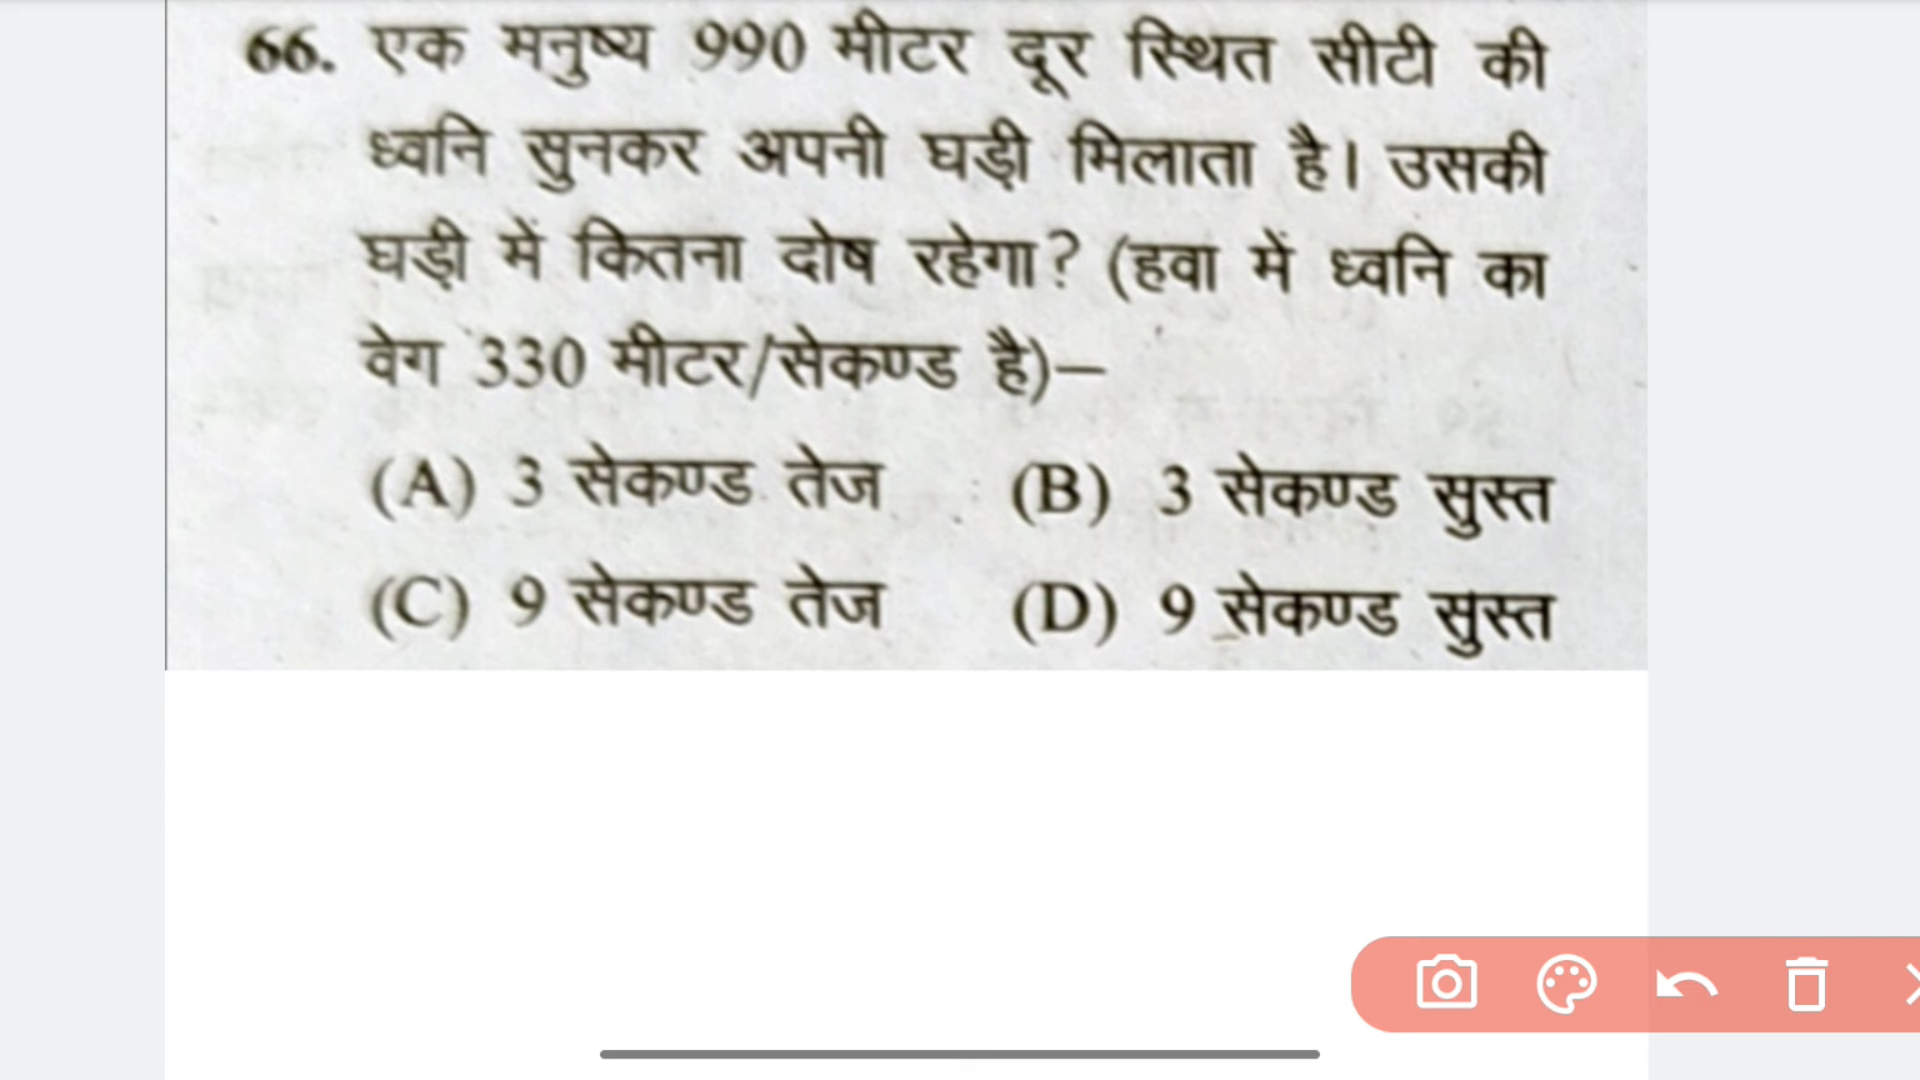 66. एक मनुष्य 990 मीटर दूर स्थित सीटी की
ध्वनि सुनकर अपनी घड़ी मिलाता है। उसकी
घड़ी में कितना दोष रहेगा? (हवा में ध्वनि का
वेग 330 मीटर/सेकण्ड है)—
(A) 3 सेकण्ड तेज (B) 3 सेकण्ड सुस्त
(C) 9 सेकण्ड तेज (D) 9 सेकण्ड सुस्त